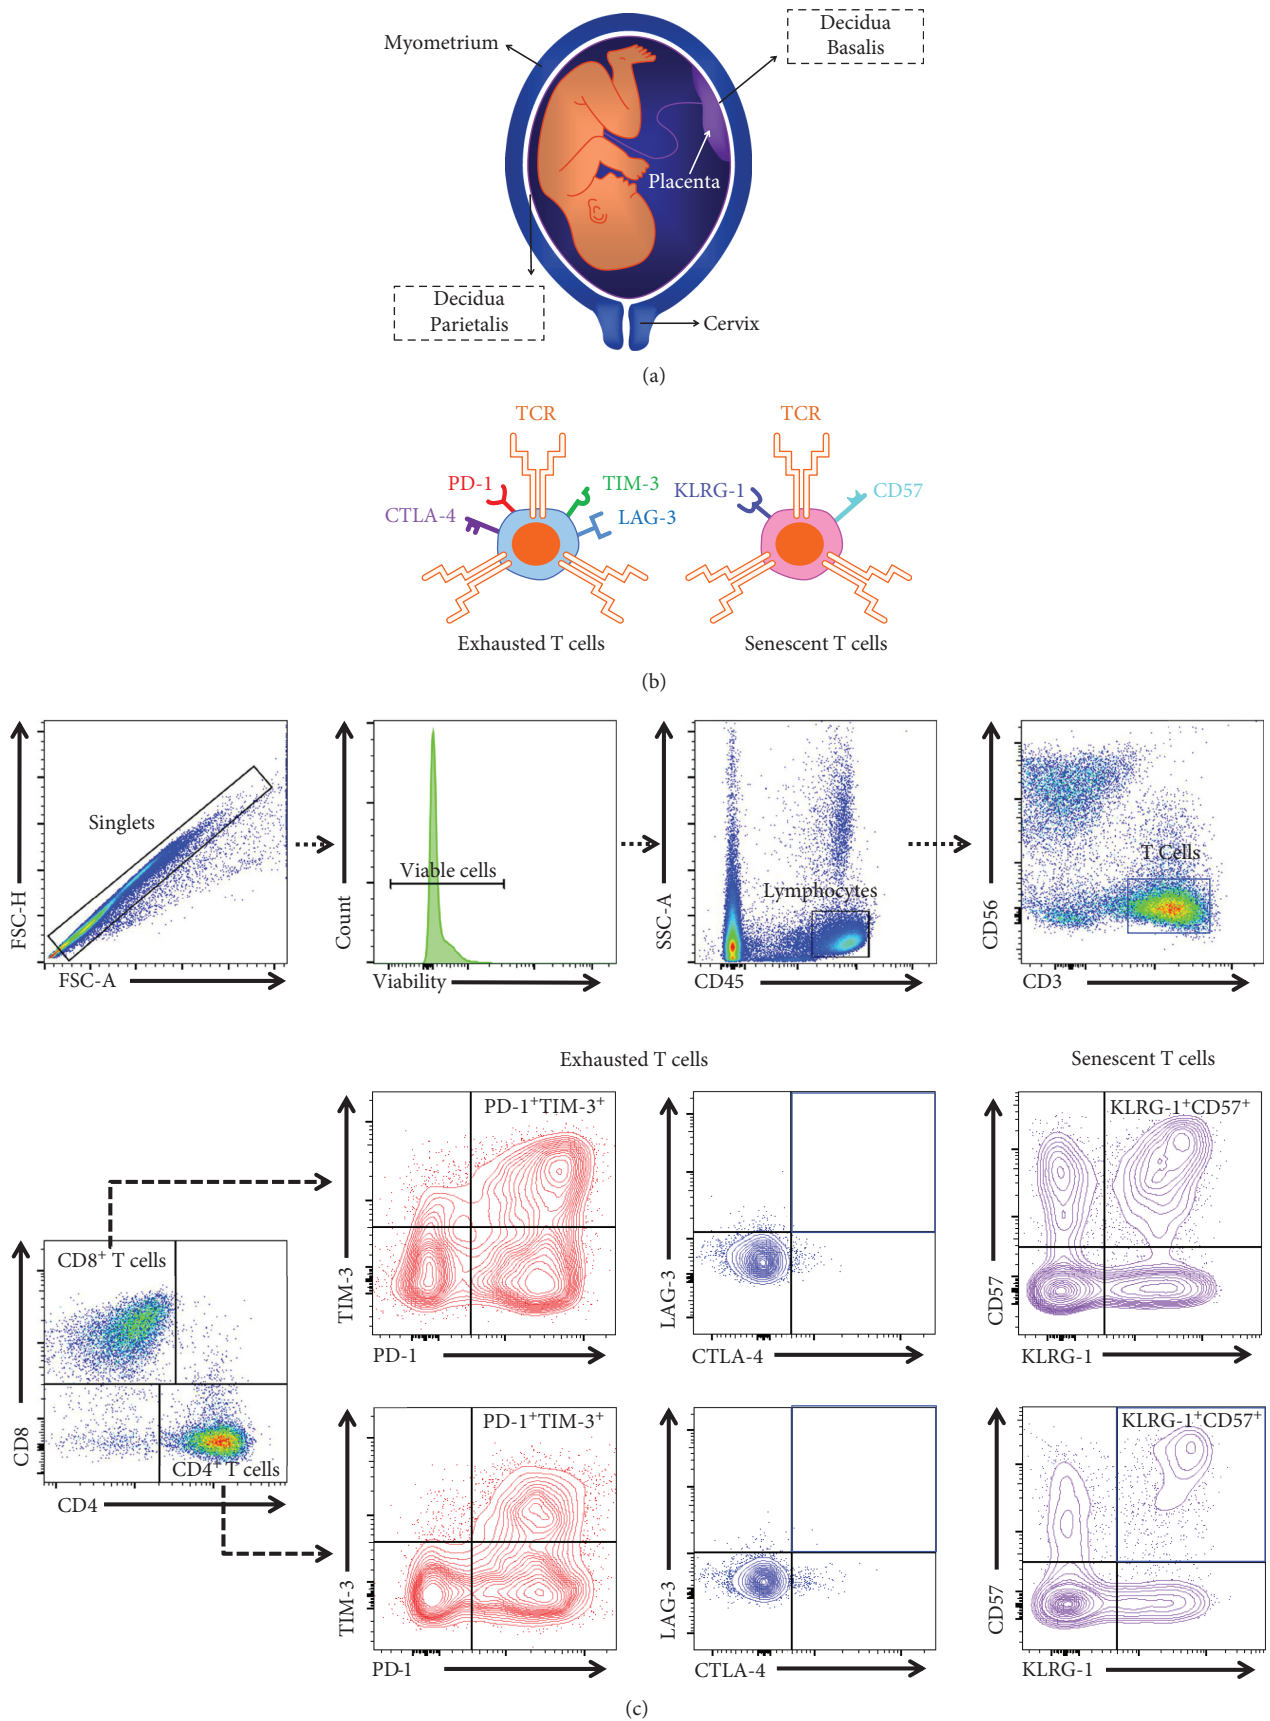 Myometrium
Decidua
Basalis
Placenta
Decidua
Parietalis
Cervix
(a)
TCR
PD-1
TIM-3
CTLA-4
LAG-3
Exhausted T cells
TCR
KLRG-1
CD57
Senescent T cells
(b)
FSC-H
Singlets
FSC-A
Count
Viable cells
Viability
SSC-A
Lymphocytes
CD45
CD56
T Cells
CD3
Exhausted T cells
Senescent T cells
CD8
CD8⁺ T cells
CD4⁺ T cells
CD4
TIM-3
PD-1⁺TIM-3⁺
PD-1
LAG-3
CTLA-4
CD57
KLRG-1⁺CD57⁺
KLRG-1
TIM-3
PD-1⁺TIM-3⁺
PD-1
LAG-3
CTLA-4
CD57
KLRG-1⁺CD57⁺
KLRG-1
(c)